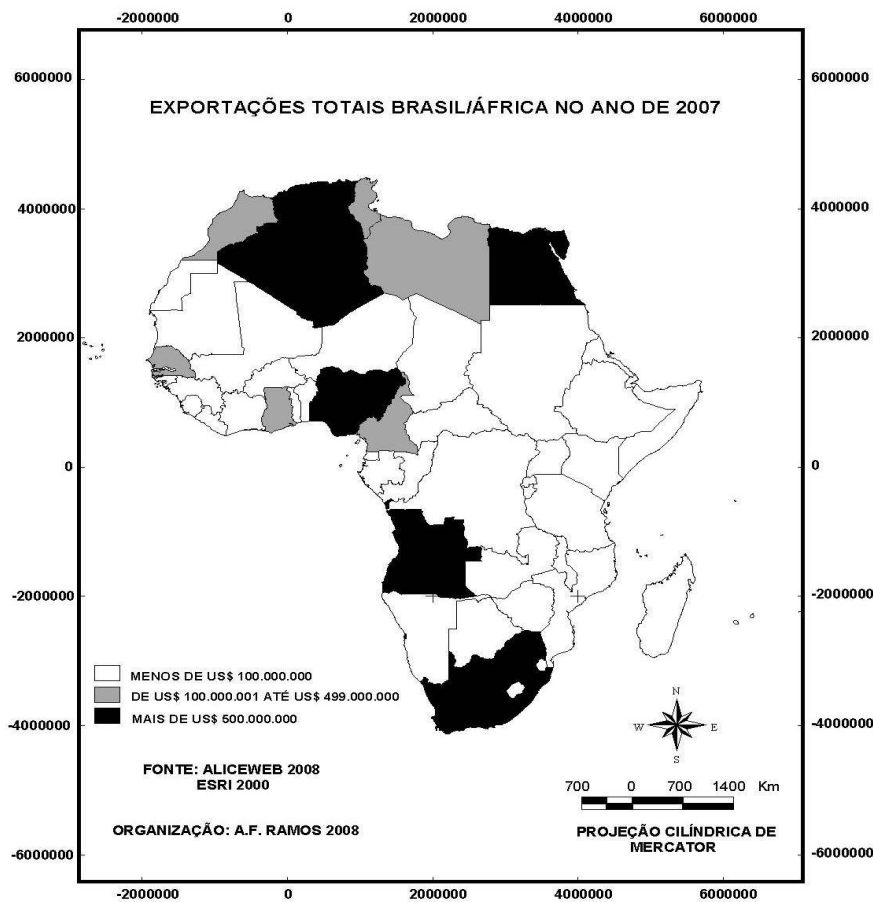 -2000000 0 2000000 4000000 6000000
6000000 6000000
EXPORTAÇÕES TOTAIS BRASIL/ÁFRICA NO ANO DE 2007
4000000 4000000
2000000 2000000
0 0
-2000000 -2000000
MENOS DE US$ 100.000.000
DE US$ 100.000.001 ATÉ US$ 499.000.000
MAIS DE US$ 500.000.000
N
W E
S
-4000000 -4000000
FONTE: ALICEWEB 2008
ESRI 2000
700 0 700 1400 Km
ORGANIZAÇÃO: A.F. RAMOS 2008
PROJEÇÃO CILÍNDRICA DE
MERCATOR
-6000000 -6000000
-2000000 0 2000000 4000000 6000000